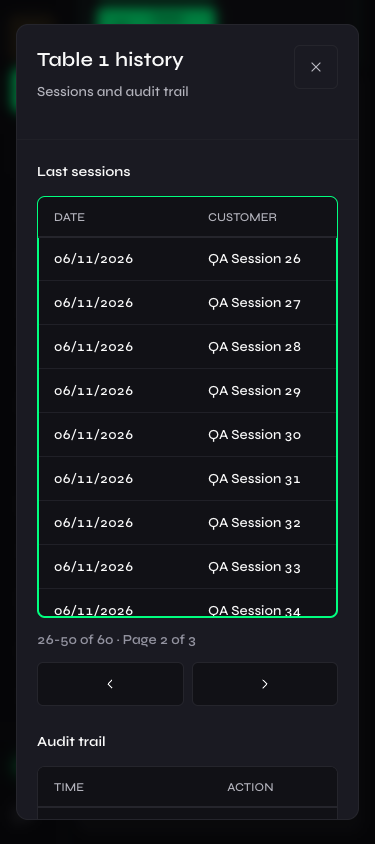 Table 1 history
Sessions and audit trail
Last sessions
DATE CUSTOMER
06/11/2026 QA Session 26
06/11/2026 QA Session 27
06/11/2026 QA Session 28
06/11/2026 QA Session 29
06/11/2026 QA Session 30
06/11/2026 QA Session 31
06/11/2026 QA Session 32
06/11/2026 QA Session 33
06/11/2026 QA Session 34
26-50 of 60 · Page 2 of 3
Audit trail
TIME ACTION